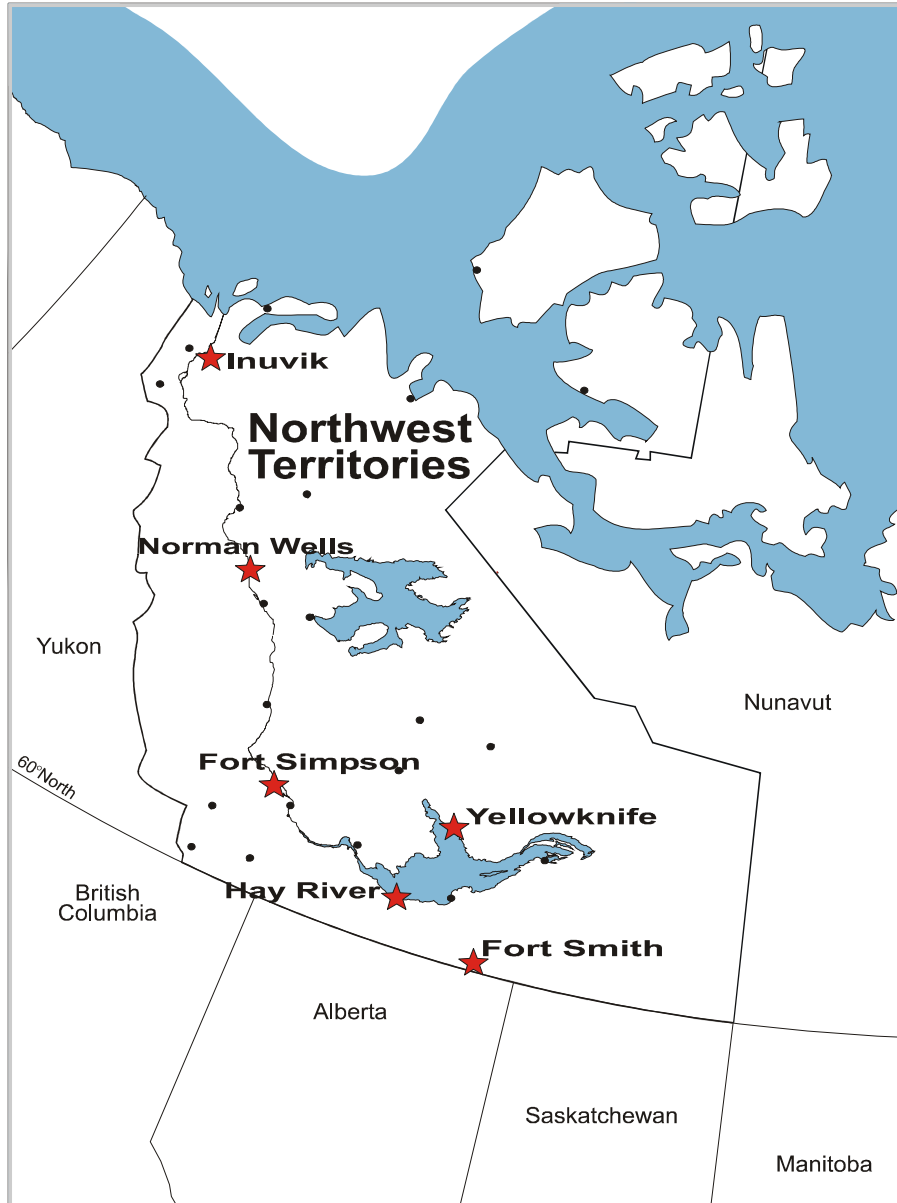 Inuvik
Northwest
Territories
Norman Wells
Yukon
Nunavut
Fort Simpson
60°North
Yellowknife
British
Columbia
Hay River
Fort Smith
Alberta
Saskatchewan
Manitoba